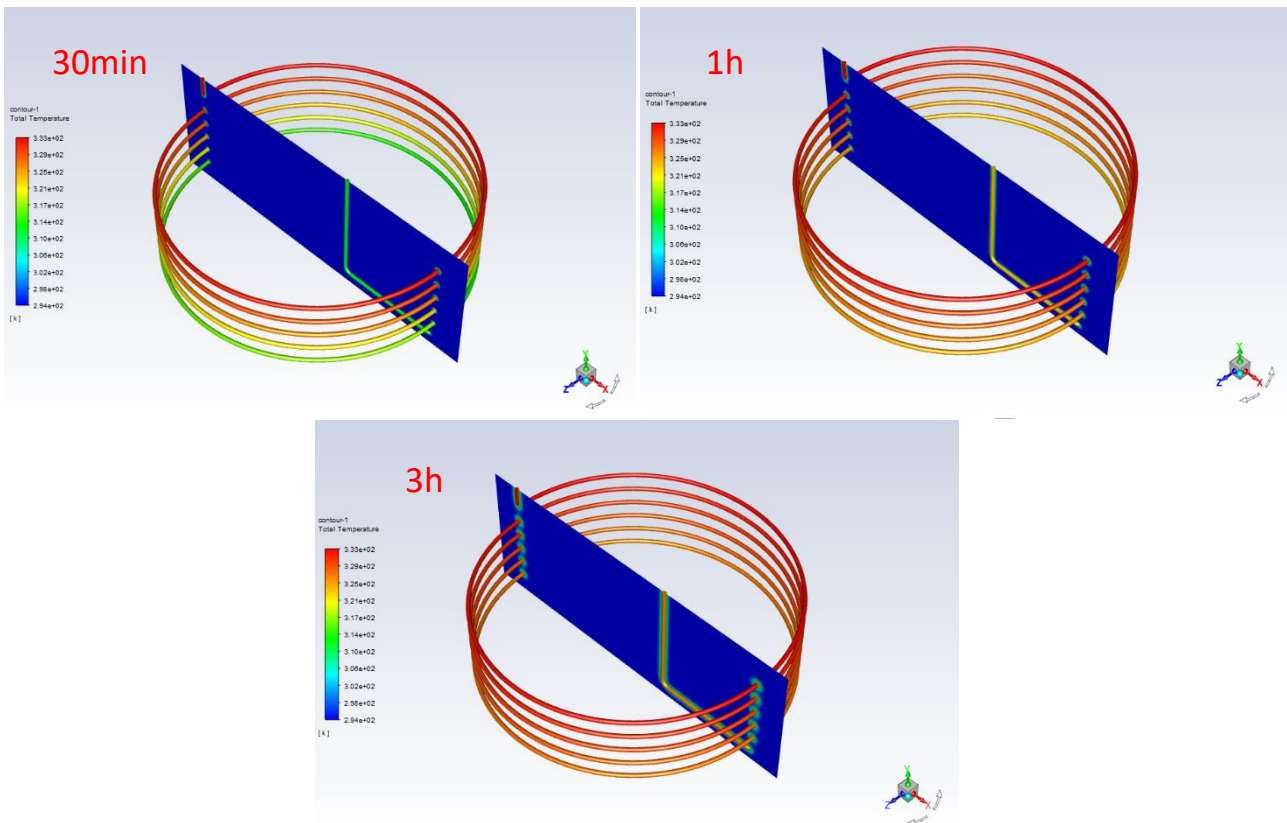 30min
contour-1
Total Temperature
3.33e+02
3.29e+02
3.25e+02
3.21e+02
3.17e+02
3.14e+02
3.10e+02
3.06e+02
3.02e+02
2.98e+02
2.94e+02
[ k ]
Y
Z
X
1h
contour-1
Total Temperature
3.33e+02
3.29e+02
3.25e+02
3.21e+02
3.17e+02
3.14e+02
3.10e+02
3.06e+02
3.02e+02
2.98e+02
2.94e+02
[ k ]
Y
Z
X
3h
contour-1
Total Temperature
3.33e+02
3.29e+02
3.25e+02
3.21e+02
3.17e+02
3.14e+02
3.10e+02
3.06e+02
3.02e+02
2.98e+02
2.94e+02
[ k ]
Y
Z
X